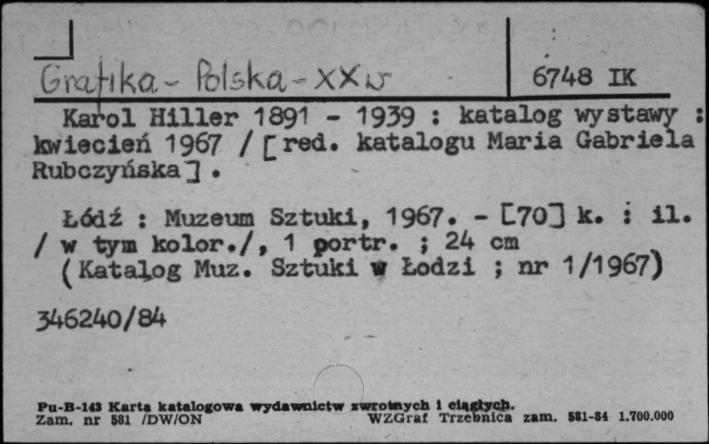 Grafika - Polska - XX w
6748 IK
Karol Hiller 1891 - 1939 : katalog wystawy :
kwiecień 1967 / [red. katalogu Maria Gabriela
Rubczyńska] .
Łódź : Muzeum Sztuki, 1967. - [70] k. : il.
/ w tym kolor./, 1 portr. ; 24 cm
(Katalog Muz. Sztuki w Łodzi ; nr 1/1967)
346240/84
Pu-B-143 Karta katalogowa wydawnictw zwrotnych i ciągłych.
Zam. nr 581 /DW/ON WZGraf Trzebnica zam. 581-84 1.700.000